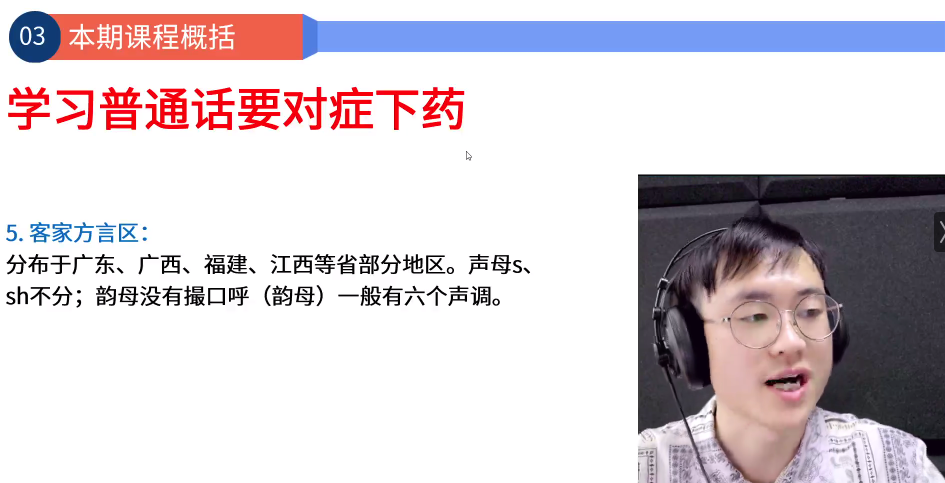 03 本期课程概括
学习普通话要对症下药
5. 客家方言区：
分布于广东、广西、福建、江西等省部分地区。声母s、
sh不分；韵母没有撮口呼（韵母）一般有六个声调。